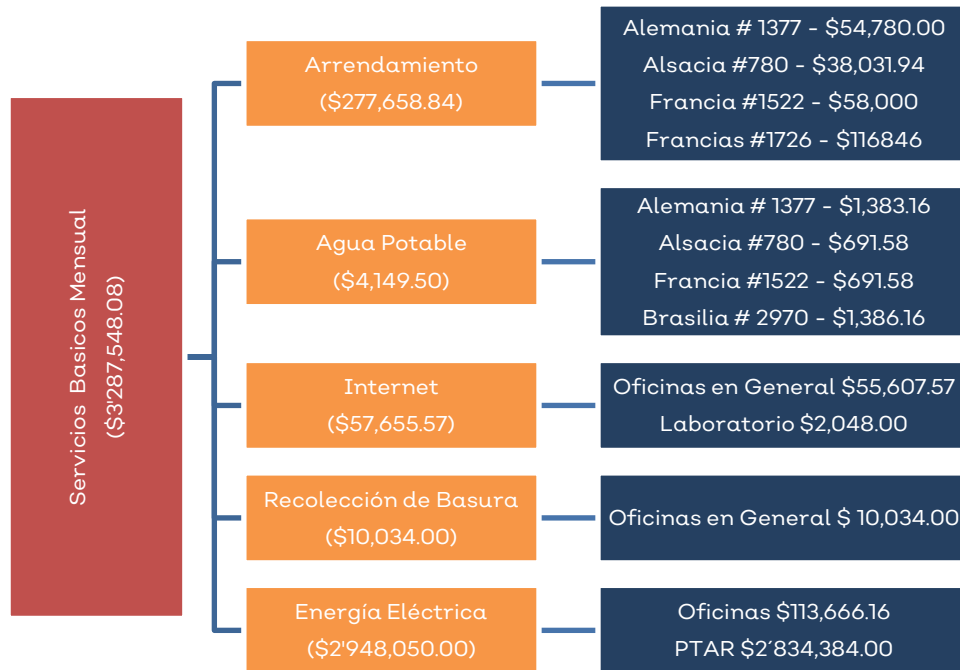 Servicios Basicos Mensual
($3'287,548.08)
Arrendamiento
($277,658.84)
Alemania # 1377 - $54,780.00
Alsacia #780 - $38,031.94
Francia #1522 - $58,000
Francias #1726 - $116846
Agua Potable
($4,149.50)
Alemania # 1377 - $1,383.16
Alsacia #780 - $691.58
Francia #1522 - $691.58
Brasilia # 2970 - $1,386.16
Internet
($57,655.57)
Oficinas en General $55,607.57
Laboratorio $2,048.00
Recolección de Basura
($10,034.00)
Oficinas en General $ 10,034.00
Energía Eléctrica
($2'948,050.00)
Oficinas $113,666.16
PTAR $2´834,384.00